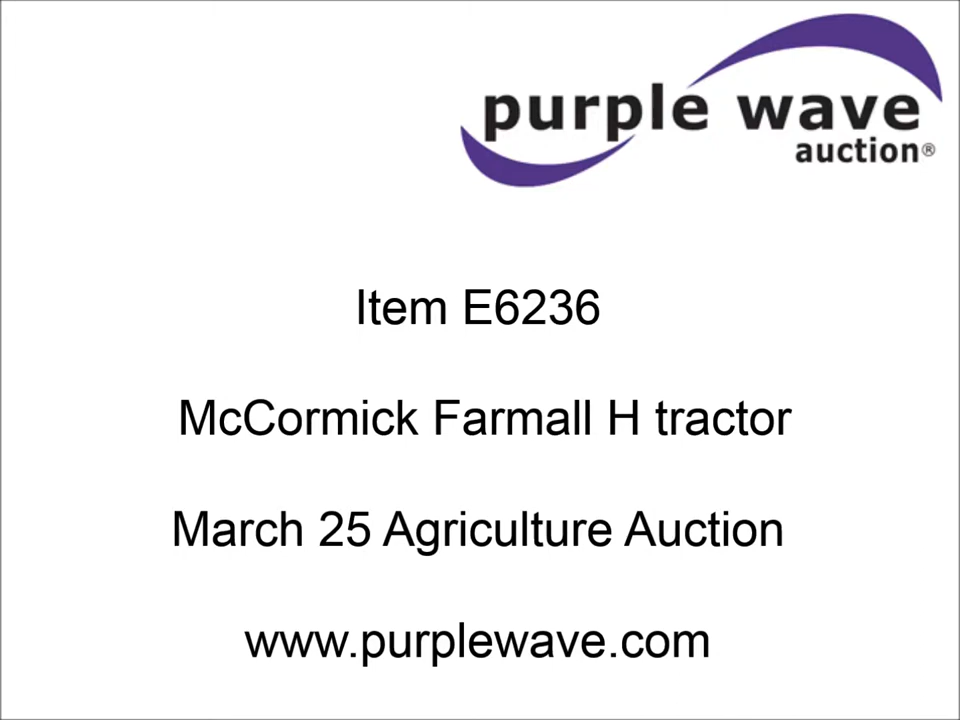 purple wave
auction®
Item E6236
McCormick Farmall H tractor
March 25 Agriculture Auction
www.purplewave.com